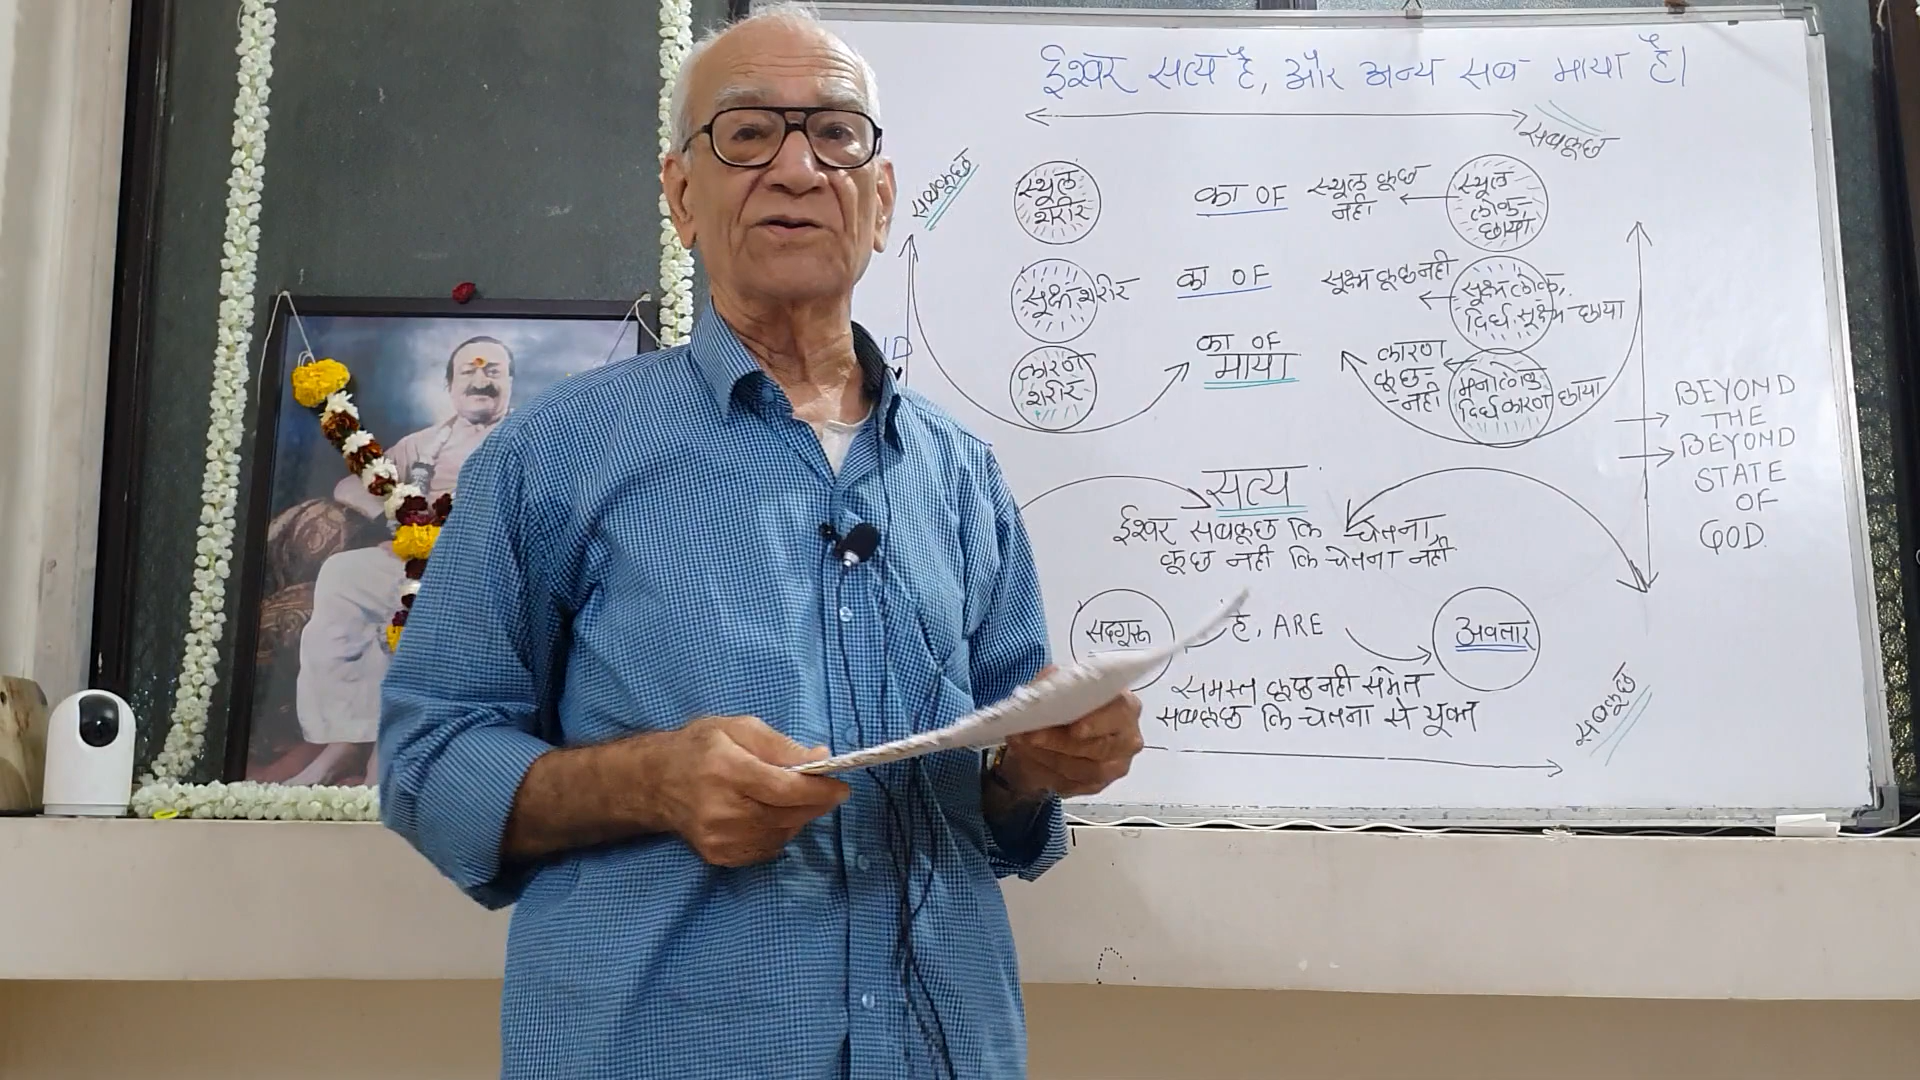 ईश्वर सत्य है, और अन्य सब माया है।
सबकुछ
सबकुछ
स्थूल
शरीर
का OF
स्थूल कूछ
नही
स्थूल
लोक
छाया
सूक्ष्म शरीर
का OF
सूक्ष्म कूछ नही
सूक्ष्म लोक,
दिर्घ सूक्ष्म छाया
कारण
शरीर
का OF
माया
कारण
कूछ
नही
मनोलोक
दिर्घ कारण छाया
BEYOND
THE
BEYOND
STATE
OF
GOD.
सत्य
ईश्वर सबकूछ कि चेतना,
कूछ नही कि चेतना नही
सदगुरू
है, ARE
अवतार
समस्त कूछ नही समेत
सबकूछ कि चेतना से यूक्त
सबकूछ